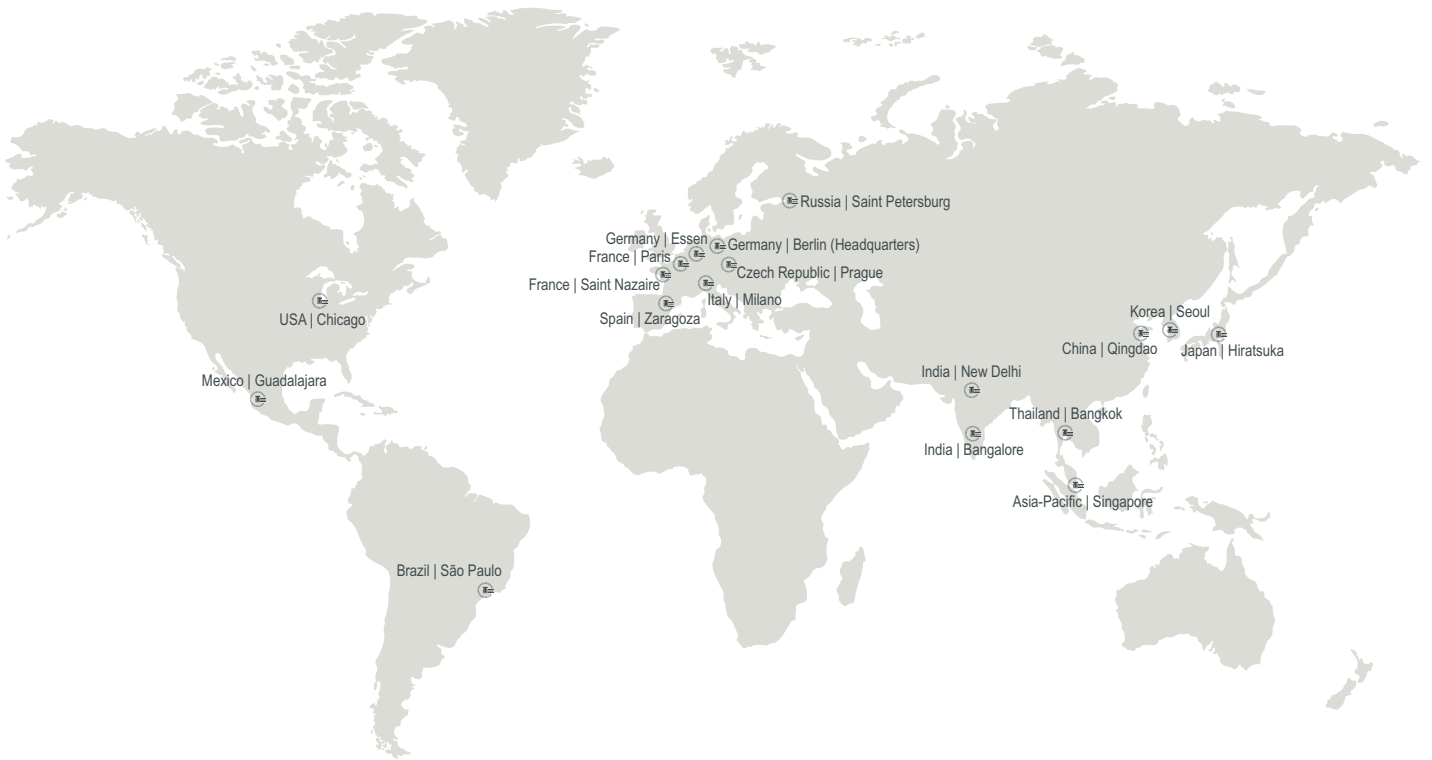 Russia | Saint Petersburg
Germany | Essen
Germany | Berlin (Headquarters)
France | Paris
Czech Republic | Prague
France | Saint Nazaire
Italy | Milano
Spain | Zaragoza
USA | Chicago
Korea | Seoul
China | Qingdao
Japan | Hiratsuka
Mexico | Guadalajara
India | New Delhi
Thailand | Bangkok
India | Bangalore
Asia-Pacific | Singapore
Brazil | São Paulo